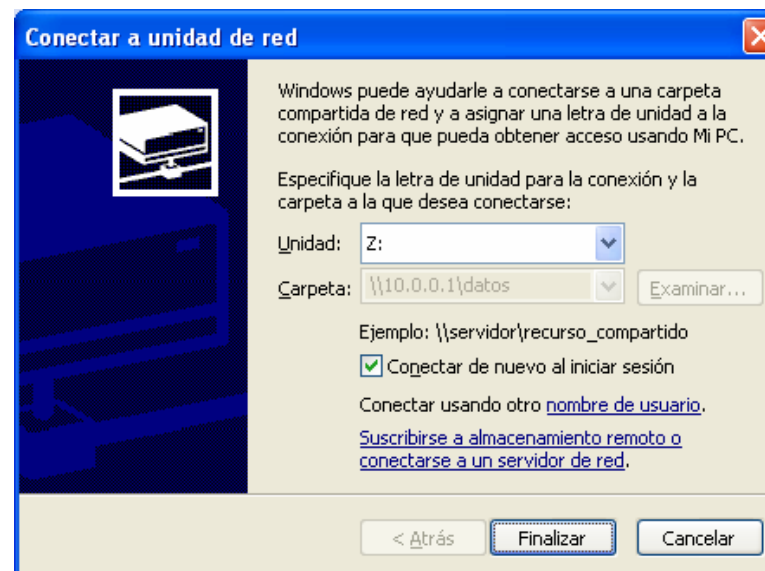 Conectar a unidad de red
Windows puede ayudarle a conectarse a una carpeta
compartida de red y a asignar una letra de unidad a la
conexión para que pueda obtener acceso usando Mi PC.
Especifique la letra de unidad para la conexión y la
carpeta a la que desea conectarse:
Unidad: Z:
Carpeta: \\10.0.0.1\datos Examinar...
Ejemplo: \\servidor\recurso_compartido
Conectar de nuevo al iniciar sesión
Conectar usando otro nombre de usuario.
Suscribirse a almacenamiento remoto o
conectarse a un servidor de red.
< Atrás Finalizar Cancelar